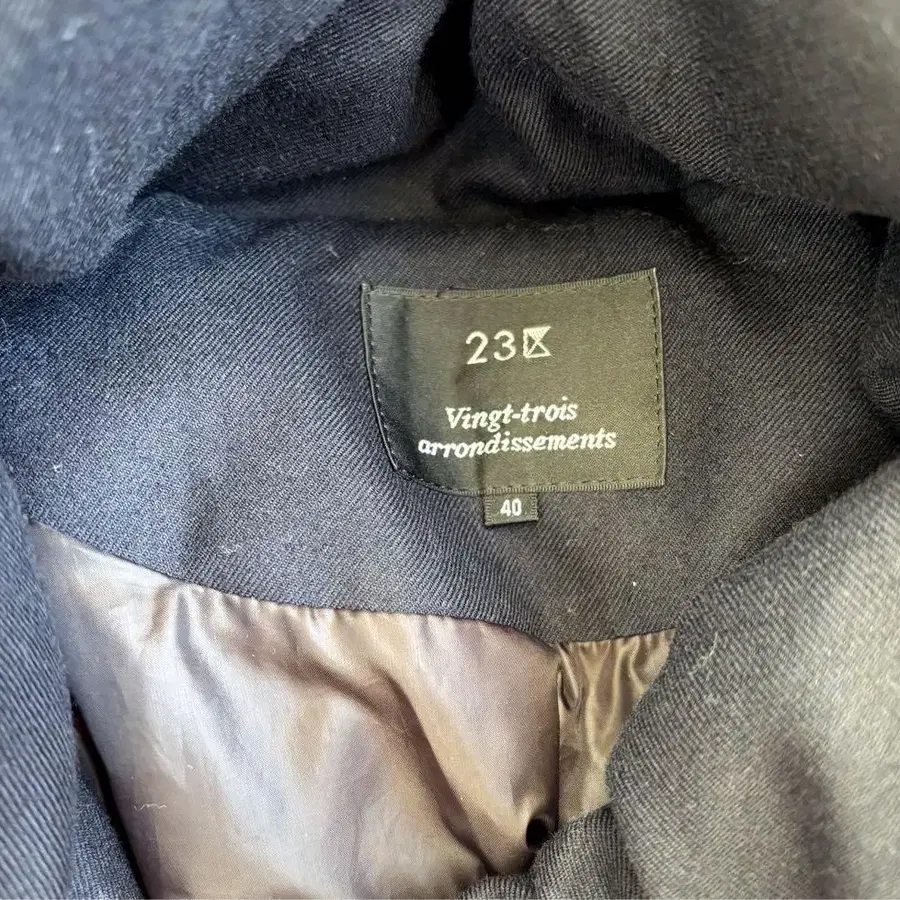 23区
Vingt-trois
arrondissements
40